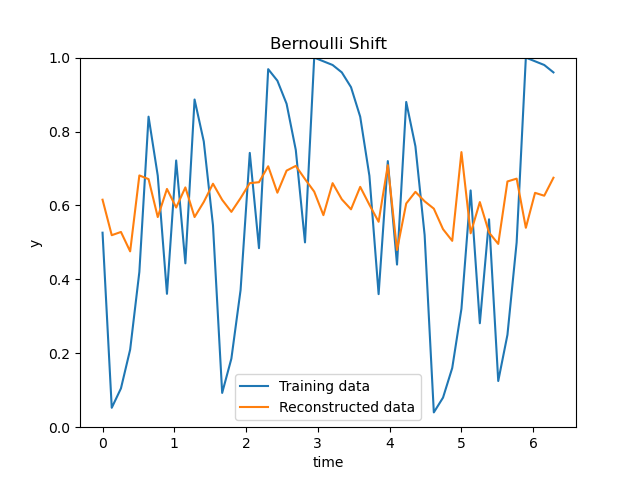 Bernoulli Shift
1.0
0.8
0.6
0.4
0.2
0.0
y
0 1 2 3 4 5 6
time
Training data
Reconstructed data